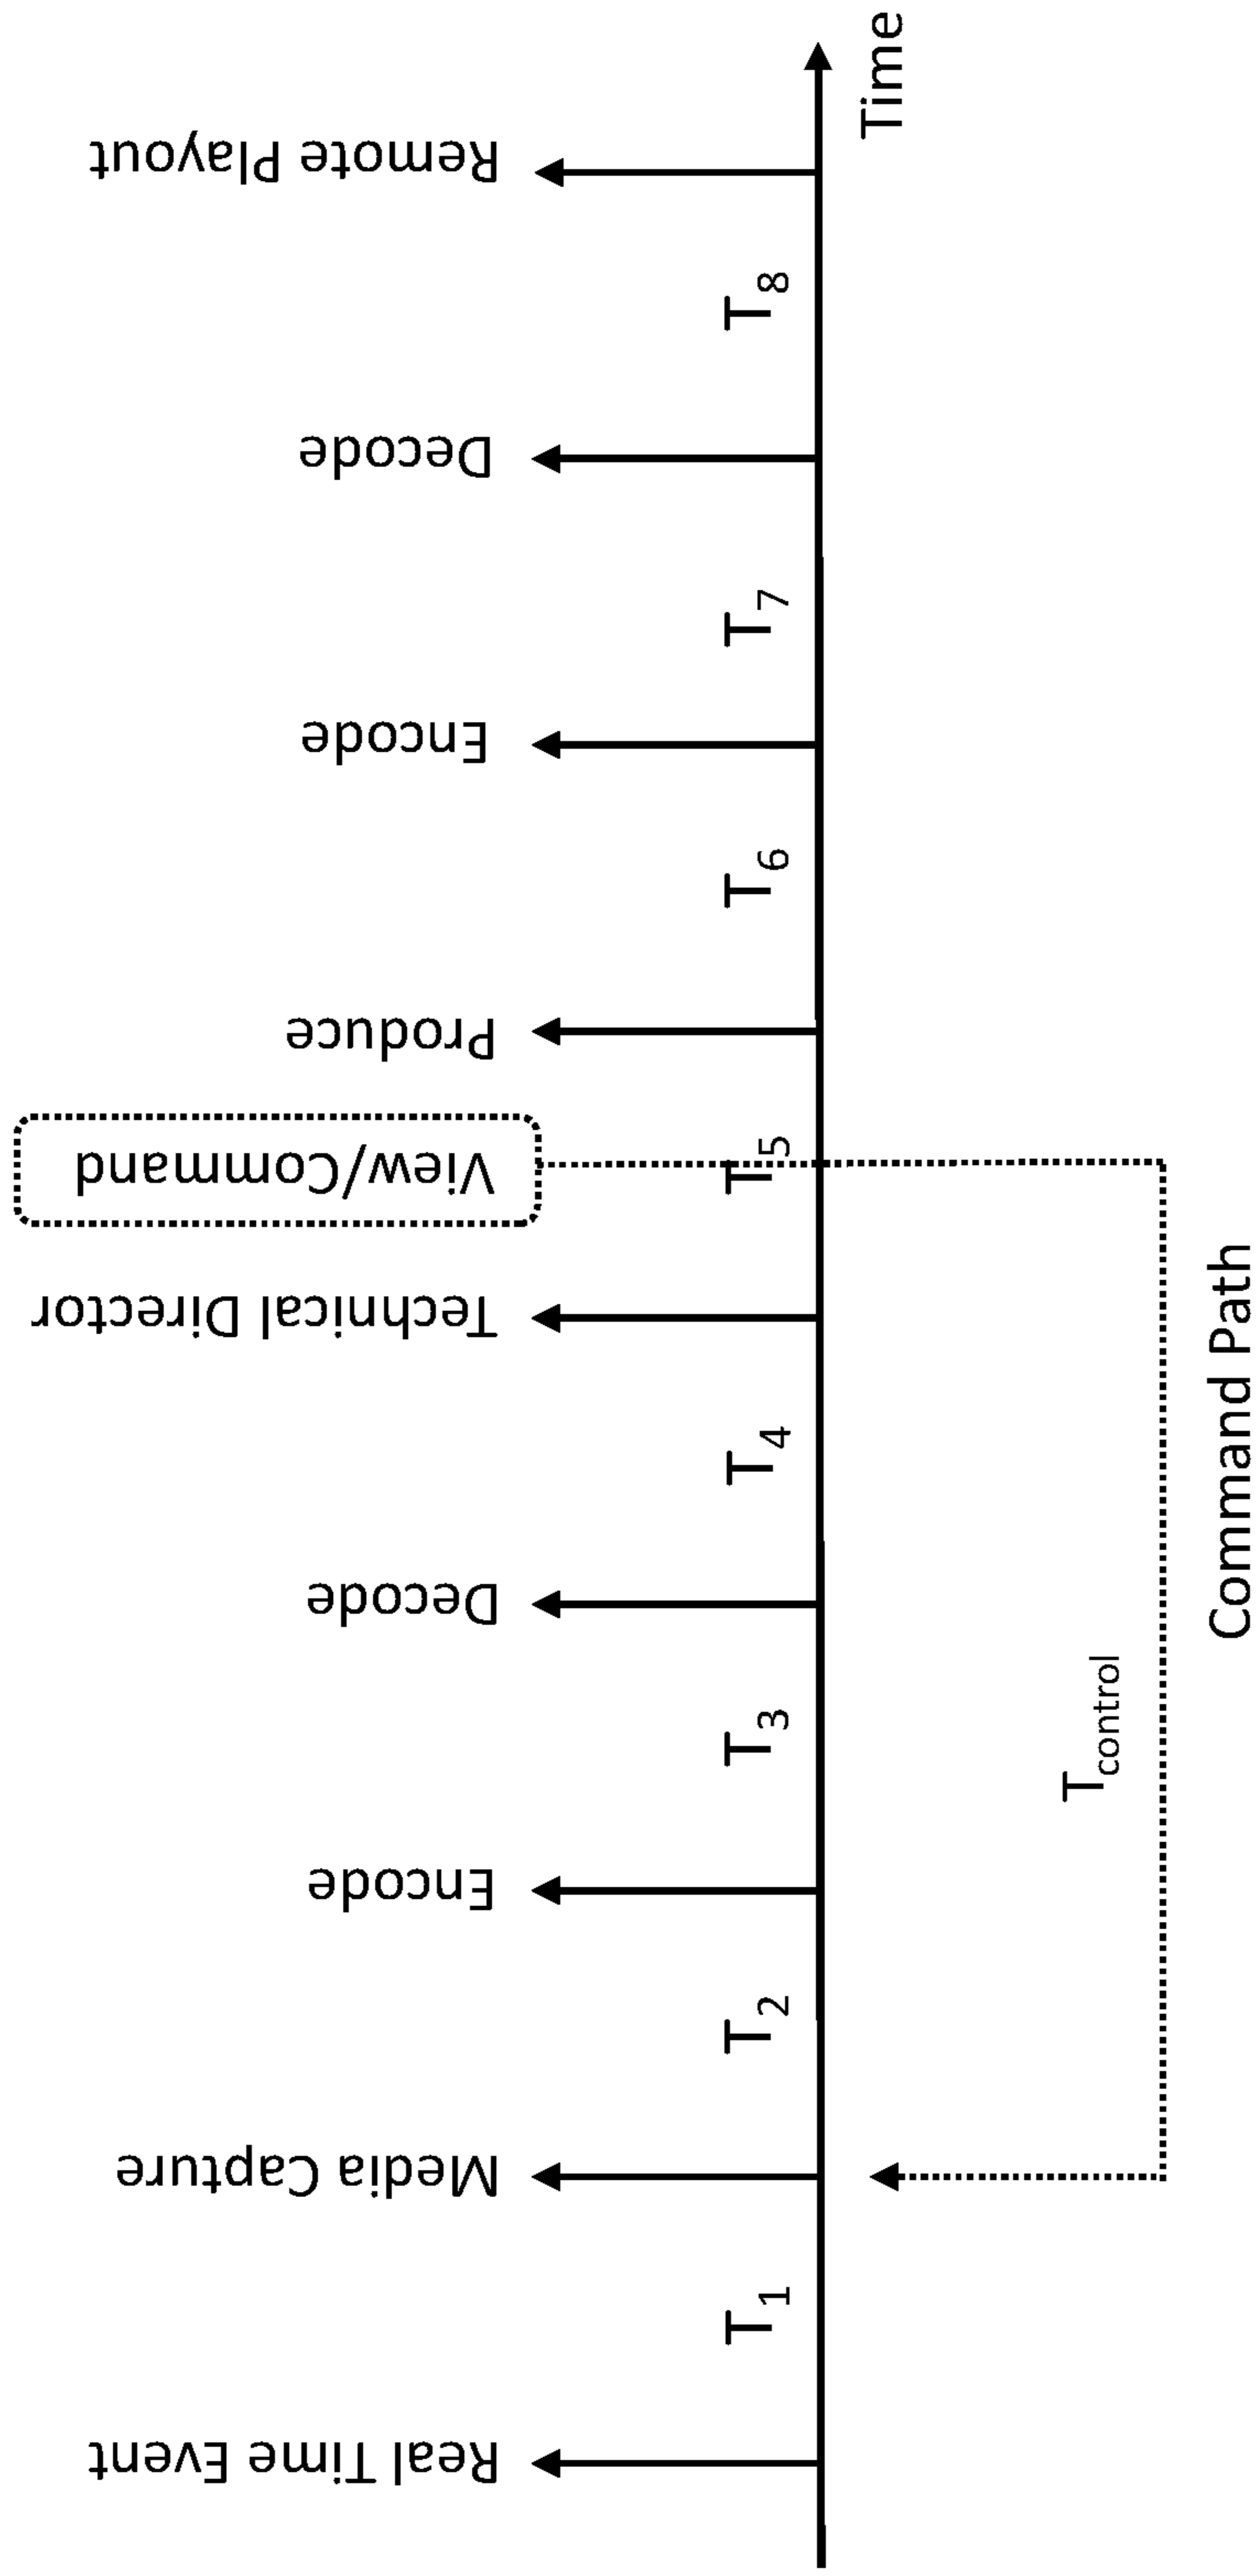 Real Time Event
Media Capture
Encode
Decode
Technical Director
View/Command
Produce
Encode
Decode
Remote Playout
T1
T2
T3
T4
T5
T6
T7
T8
Time
Tcontrol
Command Path